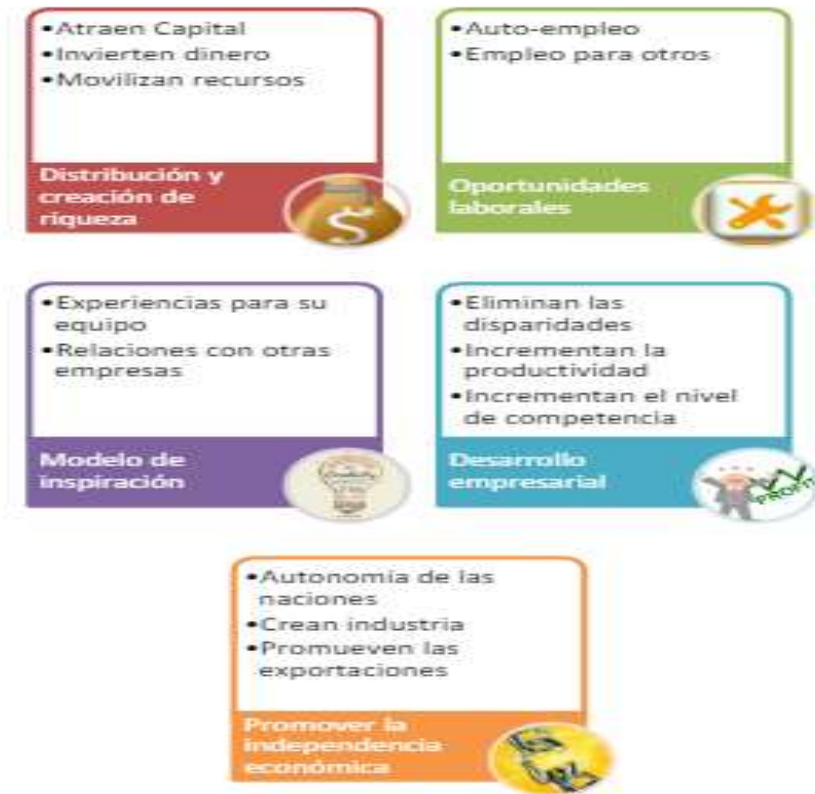 •Atraen Capital
•Invierten dinero
•Movilizan recursos
Distribución y
creación de
riqueza
$
•Auto-empleo
•Empleo para otros
Oportunidades
laborales
•Experiencias para su
equipo
•Relaciones con otras
empresas
Modelo de
inspiración
•Eliminan las
disparidades
•Incrementan la
productividad
•Incrementan el nivel
de competencia
Desarrollo
empresarial
PROFIT
•Autonomía de las
naciones
•Crean industria
•Promueven las
exportaciones
Promover la
independencia
económica